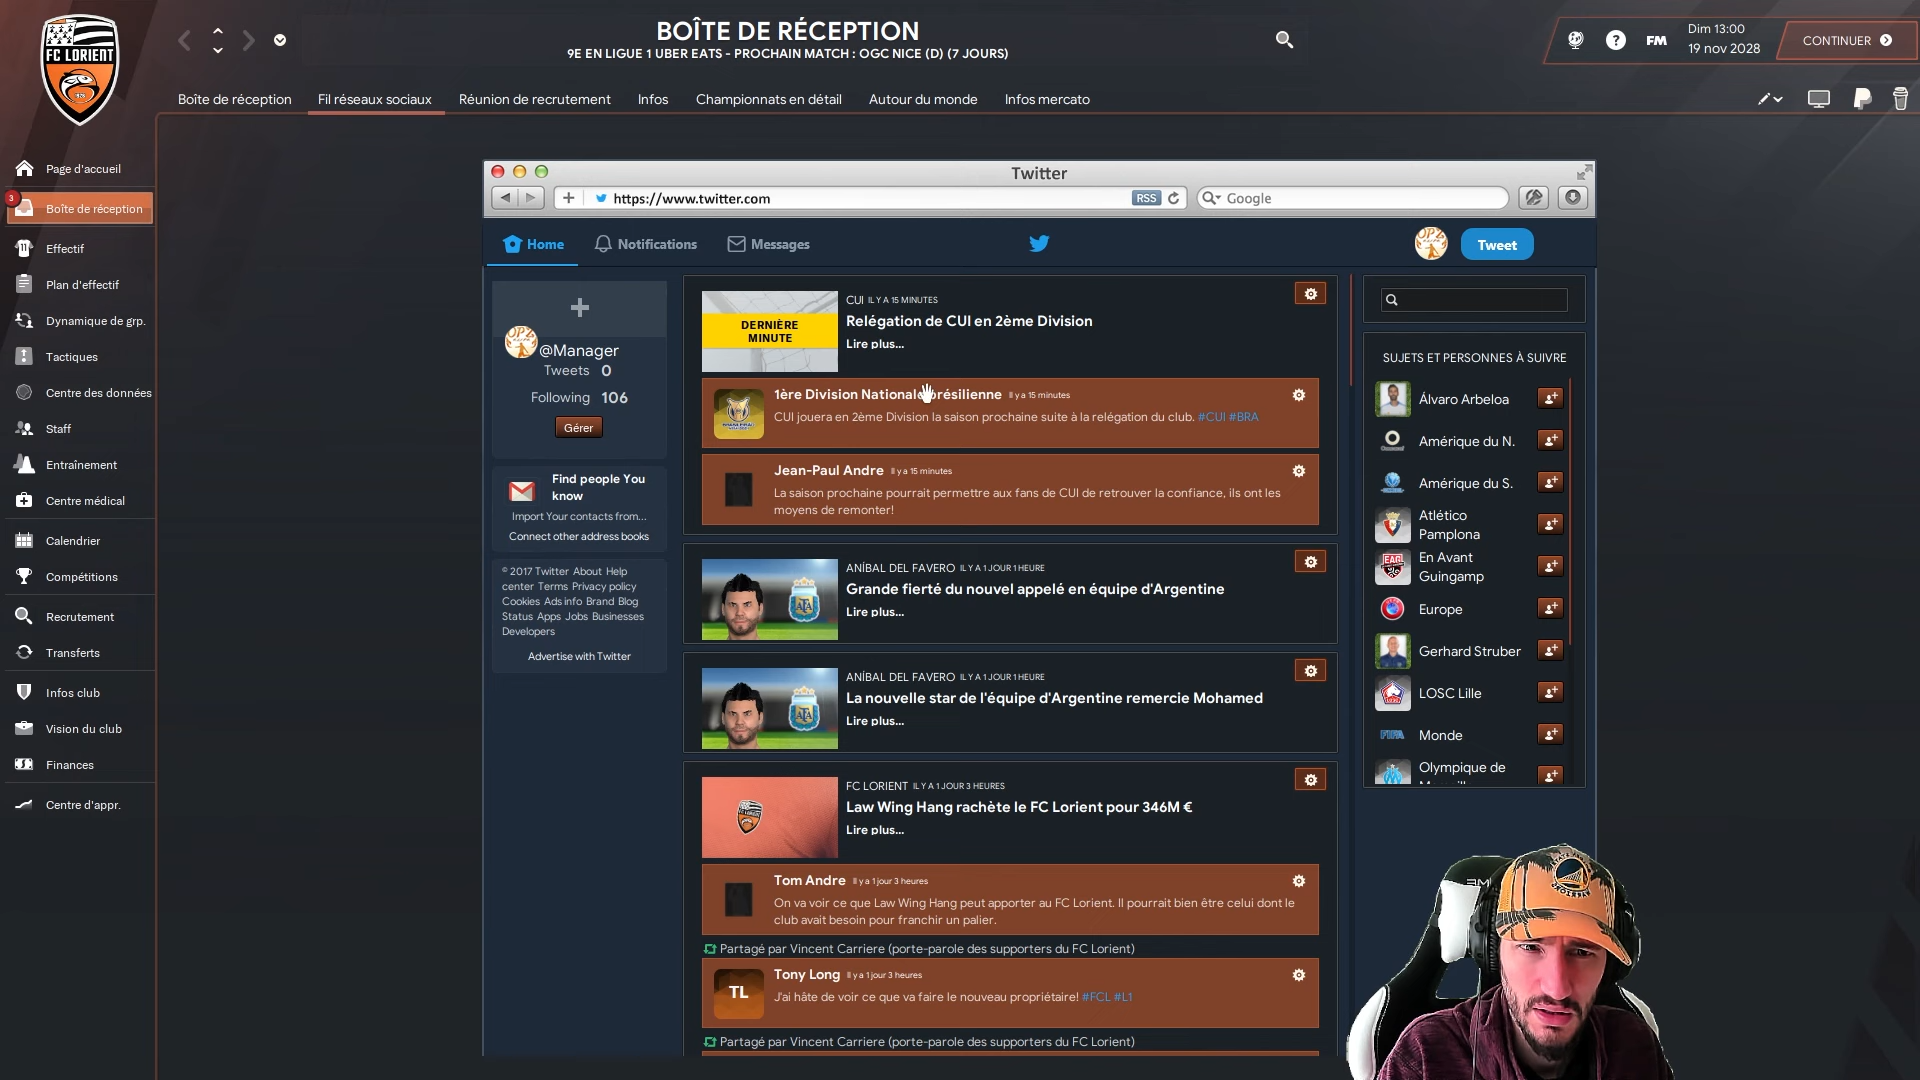 BOÎTE DE RÉCEPTION
9E EN LIGUE 1 UBER EATS - PROCHAIN MATCH : OGC NICE (D) (7 JOURS)
FC LORIENT
FM
Dim 13:00
19 nov 2028
CONTINUER
Boîte de réception
Fil réseaux sociaux
Réunion de recrutement
Infos
Championnats en détail
Autour du monde
Infos mercato
Page d'accueil
3
Boîte de réception
Effectif
Plan d'effectif
Dynamique de grp.
Tactiques
Centre des données
Staff
Entraînement
Centre médical
Calendrier
Compétitions
Recrutement
Transferts
Infos club
Vision du club
Finances
Centre d'appr.
Twitter
https://www.twitter.com
RSS
Google
Home
Notifications
Messages
Tweet
@Manager
Tweets 0
Following 106
Gérer
Find people You
know
Import Your contacts from...
Connect other address books
© 2017 Twitter About Help
center Terms Privacy policy
Cookies Ads info Brand Blog
Status Apps Jobs Businesses
Developers
Advertise with Twitter
DERNIÈRE
MINUTE
CUI IL Y A 15 MINUTES
Relégation de CUI en 2ème Division
Lire plus...
1ère Division Nationale brésilienne Il y a 15 minutes
CUI jouera en 2ème Division la saison prochaine suite à la relégation du club. #CUI #BRA
Jean-Paul Andre Il y a 15 minutes
La saison prochaine pourrait permettre aux fans de CUI de retrouver la confiance, ils ont les
moyens de remonter!
ANÍBAL DEL FAVERO IL Y A 1 JOUR 1 HEURE
Grande fierté du nouvel appelé en équipe d'Argentine
Lire plus...
ANÍBAL DEL FAVERO IL Y A 1 JOUR 1 HEURE
La nouvelle star de l'équipe d'Argentine remercie Mohamed
Lire plus...
FC LORIENT IL Y A 1 JOUR 3 HEURES
Law Wing Hang rachète le FC Lorient pour 346M €
Lire plus...
Tom Andre Il y a 1 jour 3 heures
On va voir ce que Law Wing Hang peut apporter au FC Lorient. Il pourrait bien être celui dont le
club avait besoin pour franchir un palier.
Partagé par Vincent Carriere (porte-parole des supporters du FC Lorient)
TL
Tony Long Il y a 1 jour 3 heures
J'ai hâte de voir ce que va faire le nouveau propriétaire! #FCL #L1
Partagé par Vincent Carriere (porte-parole des supporters du FC Lorient)
SUJETS ET PERSONNES À SUIVRE
Álvaro Arbeloa
Amérique du N.
Amérique du S.
Atlético
Pamplona
En Avant
Guingamp
Europe
Gerhard Struber
LOSC Lille
FIFA
Monde
Olympique de